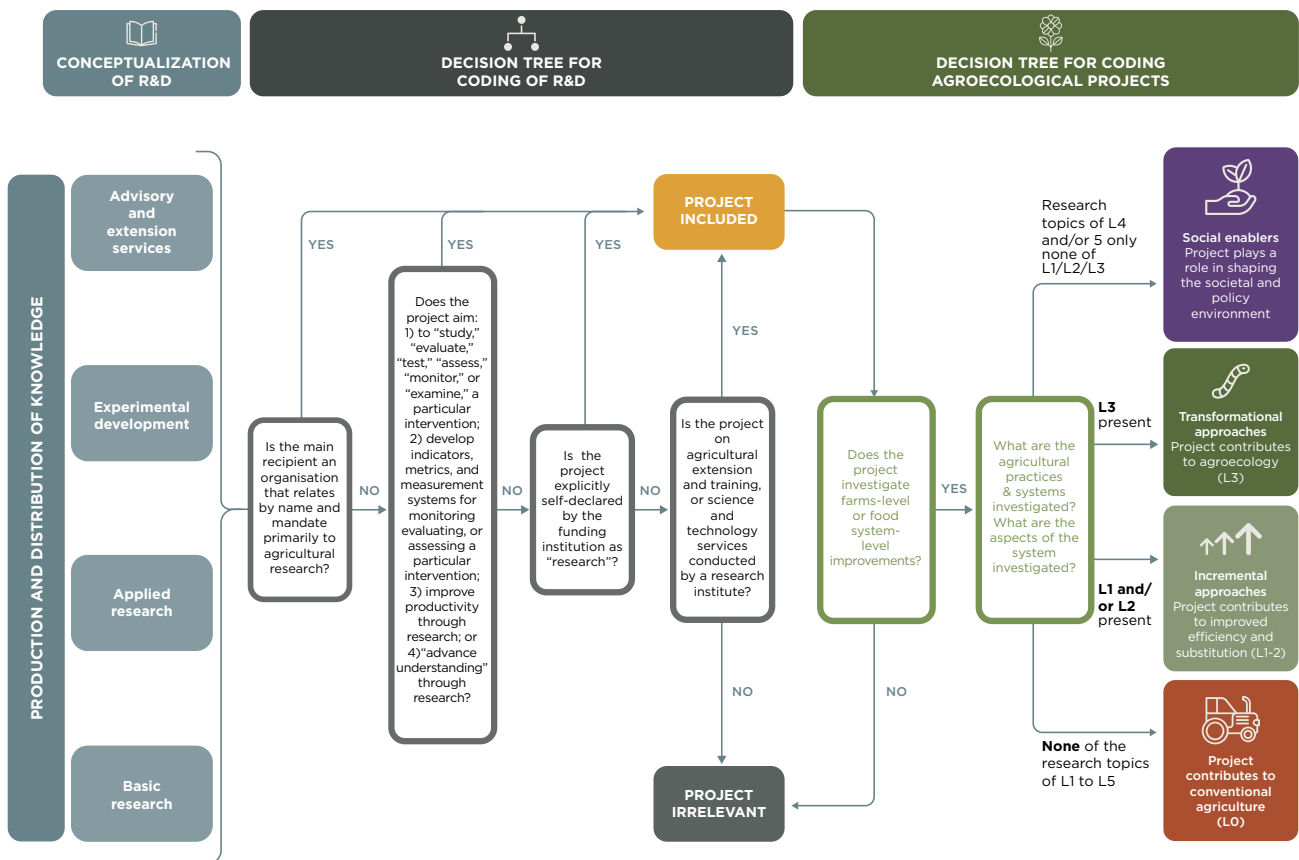 CONCEPTUALIZATION
OF R&D
DECISION TREE FOR
CODING OF R&D
DECISION TREE FOR CODING
AGROECOLOGICAL PROJECTS
PRODUCTION AND DISTRIBUTION OF KNOWLEDGE
Advisory
and
extension
services
Experimental
development
Applied
research
Basic
research
Is the main
recipient an
organisation
that relates
by name and
mandate
primarily to
agricultural
research?
YES
NO
Does the
project aim:
1) to “study,”
“evaluate,”
“test,” “assess,”
“monitor,” or
“examine,” a
particular
intervention;
2) develop
indicators,
metrics, and
measurement
systems for
monitoring
evaluating, or
assessing a
particular
intervention;
3) improve
productivity
through
research; or
4)“advance
understanding”
through
research?
YES
NO
Is the
project
explicitly
self-declared
by the
funding
institution as
“research”?
YES
NO
Is the project
on
agricultural
extension
and training,
or science
and
technology
services
conducted
by a research
institute?
YES
NO
PROJECT
INCLUDED
PROJECT
IRRELEVANT
Does the
project
investigate
farms-level
or food
system-
level
improvements?
YES
NO
What are the
agricultural
practices
& systems
investigated?
What are the
aspects of the
system
investigated?
Research
topics of L4
and/or 5 only
none of
L1/L2/L3
L3
present
L1 and/
or L2
present
None of the
research topics
of L1 to L5
Social enablers
Project plays a
role in shaping
the societal and
policy
environment
Transformational
approaches
Project contributes
to agroecology
(L3)
Incremental
approaches
Project contributes
to improved
efficiency and
substitution (L1-2)
Project
contributes to
conventional
agriculture
(L0)